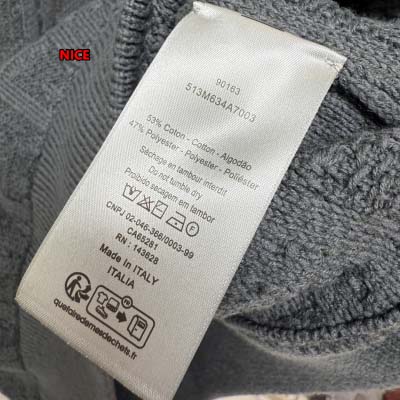 NICE
90163
513M634A7003
53% Coton - Cotton - Algodão
47% Polyester - Polyester - Poliéster
Séchage en tambour interdit
Do not tumble dry
Proibido secagem em tambor
CNPJ 02-046-366/0003-99
CA65281
RN : 143828
Made in ITALY
ITALIA
quefairedemesdechets.fr